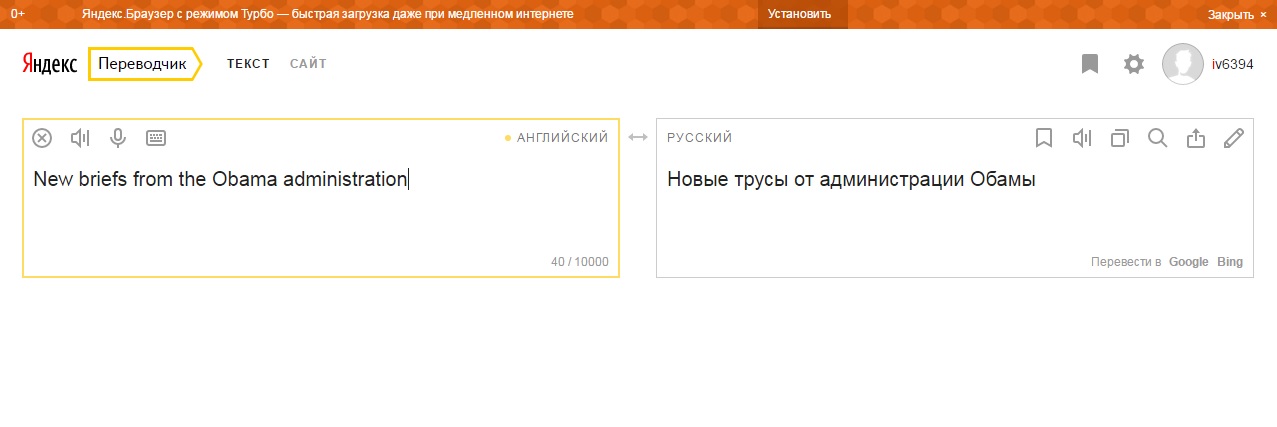 0+ Яндекс.Браузер с режимом Турбо — быстрая загрузка даже при медленном интернете Установить Закрыть ×
Яндекс Переводчик ТЕКСТ САЙТ iv6394
АНГЛИЙСКИЙ
New briefs from the Obama administration
40 / 10000
РУССКИЙ
Новые трусы от администрации Обамы
Перевести в Google Bing